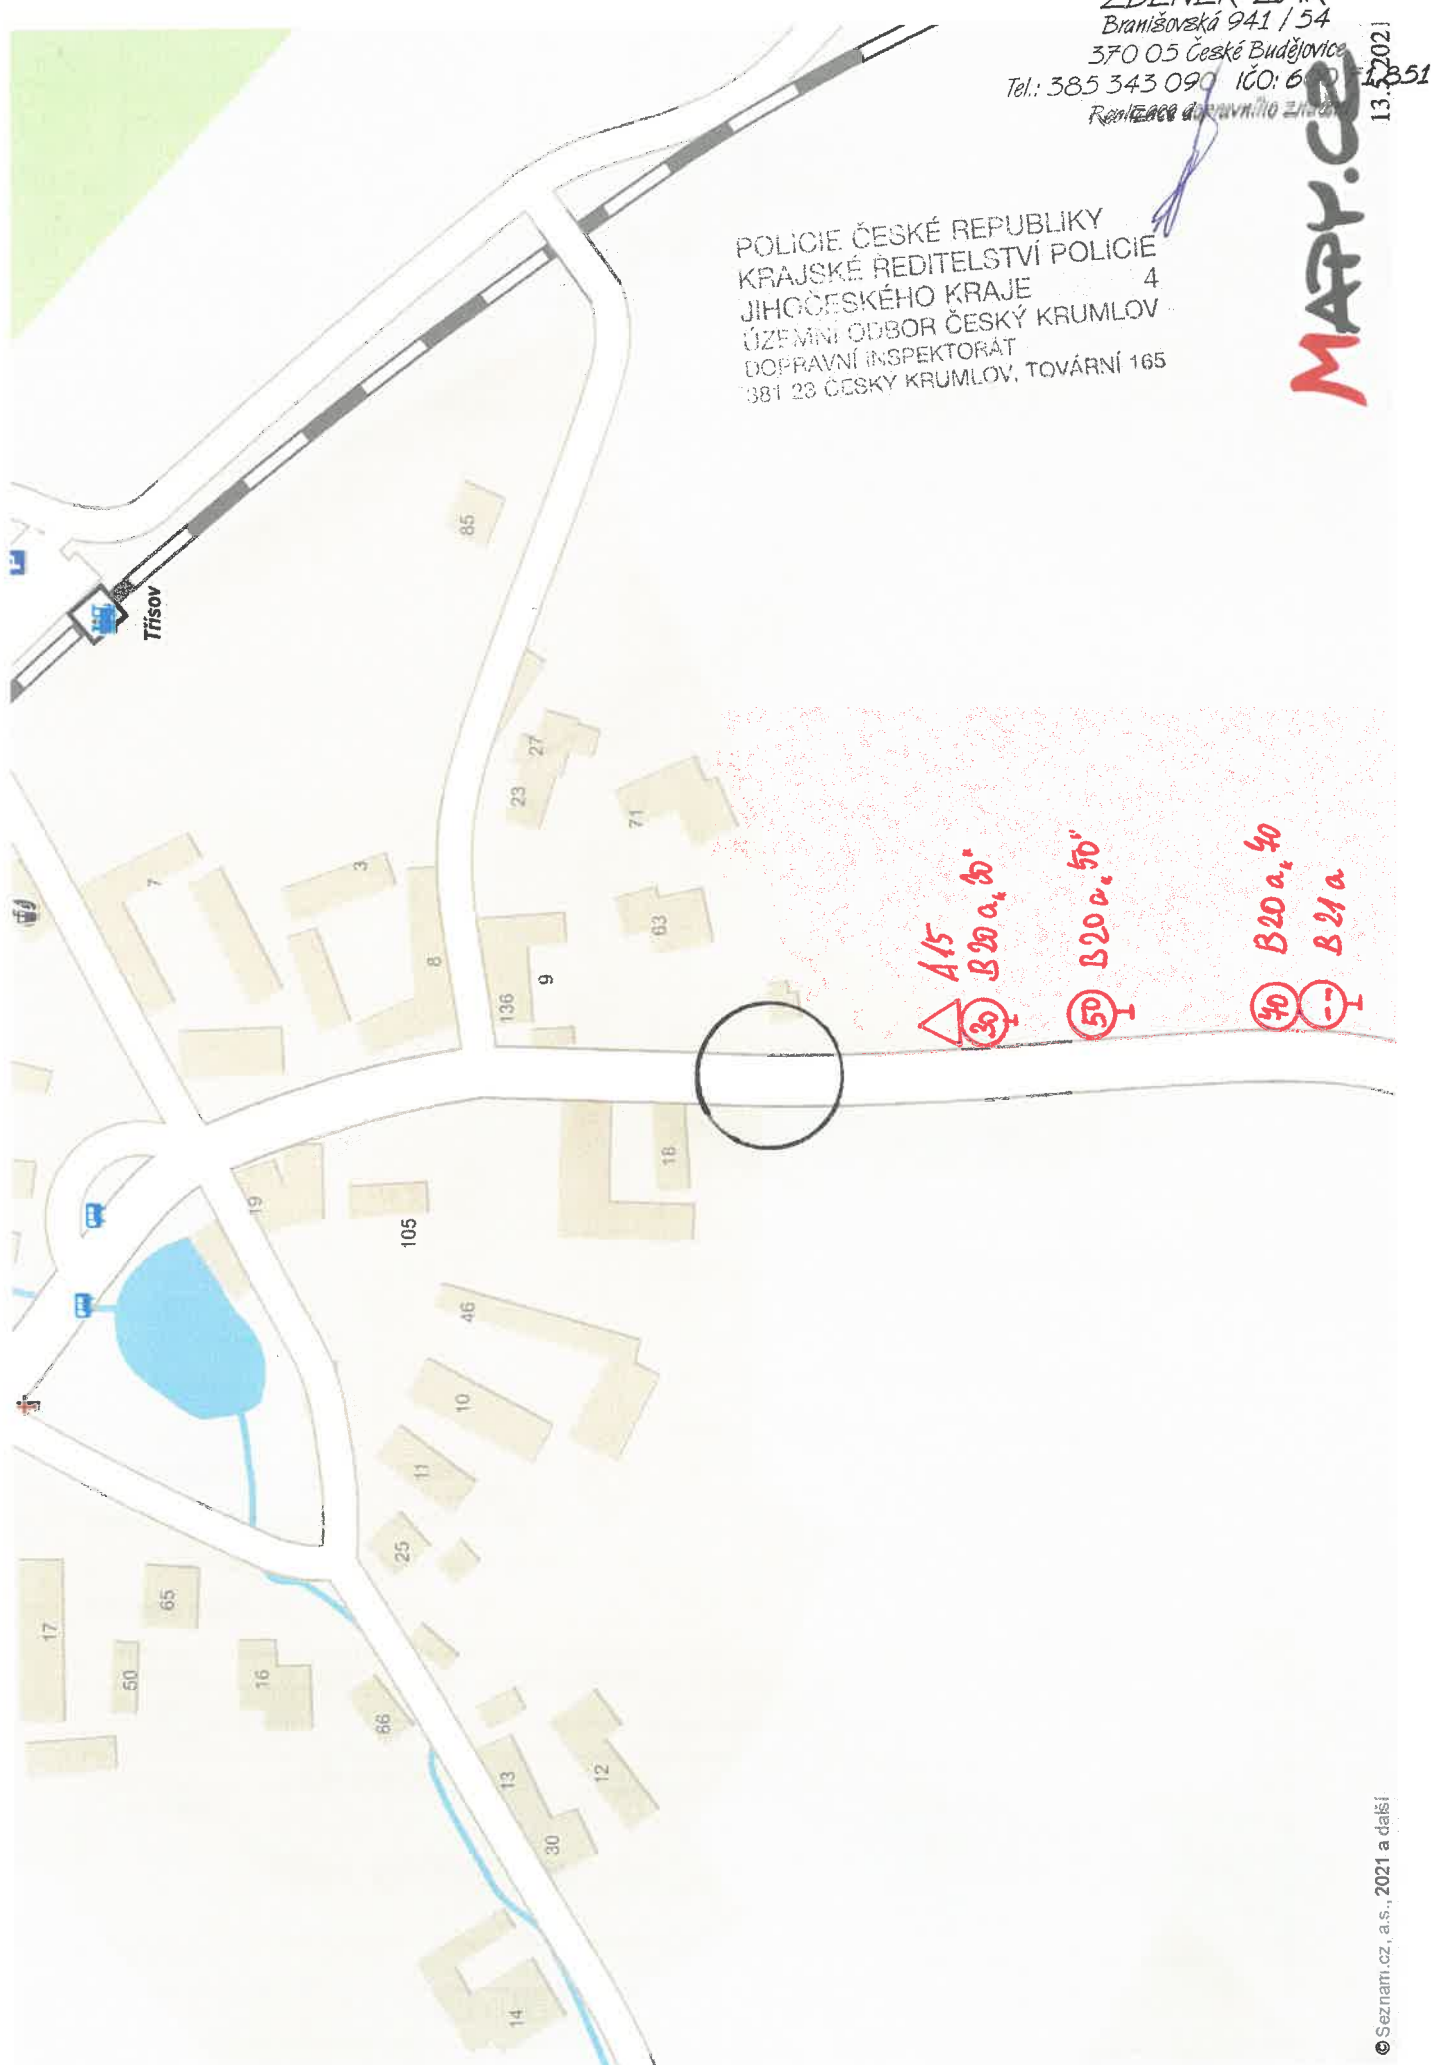 Branišovská 941 / 54
370 05 České Budějovice
Tel.: 385 343 090 IČO:
13.5.2021
MAPY.CZ
POLICIE ČESKÉ REPUBLIKY
KRAJSKÉ ŘEDITELSTVÍ POLICIE
JIHOČESKÉHO KRAJE 4
ÚZEMNÍ ODBOR ČESKÝ KRUMLOV
DOPRAVNÍ INSPEKTORÁT
381 23 ČESKÝ KRUMLOV, TOVÁRNÍ 165
Třísov
85
27
23
71
7
3
8
63
136
9
A15
30 B20a „30"
50 B20a „50"
40 B20a „40
B21a
19
105
18
46
10
11
25
17
65
50
16
66
13
12
30
14
© Seznam.cz, a.s., 2021 a další